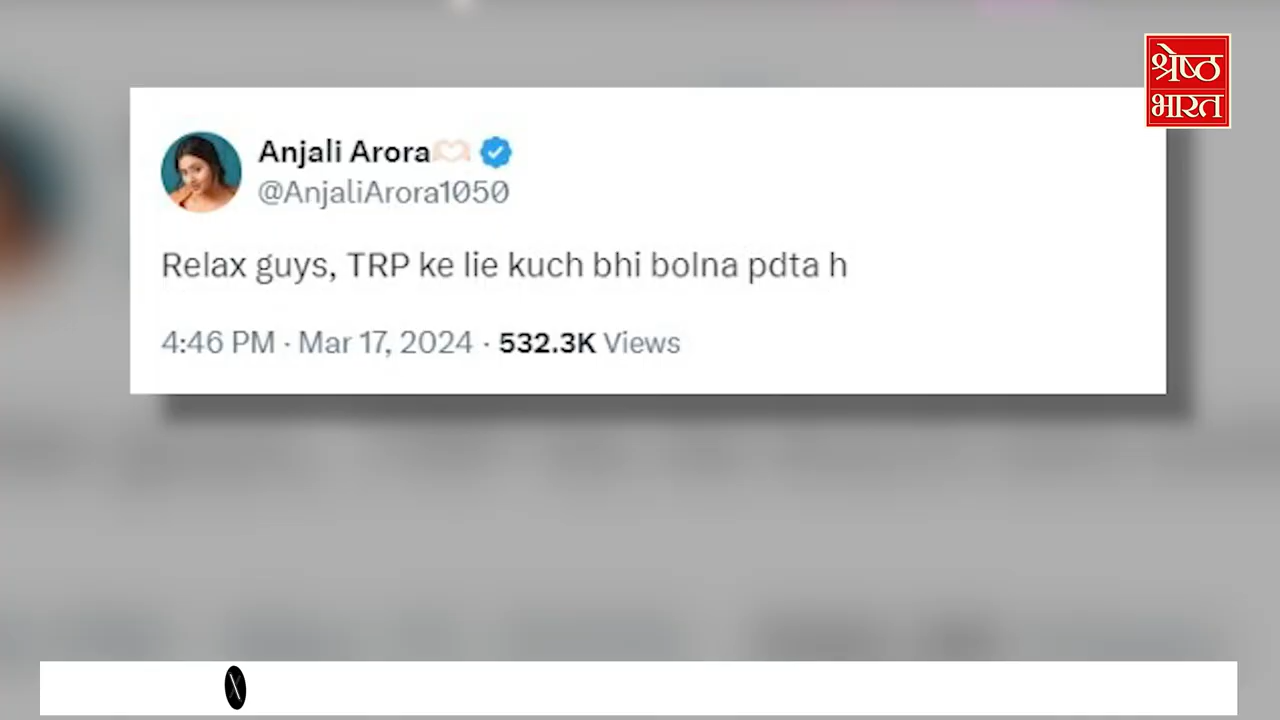 श्रेष्ठ
भारत
Anjali Arora🫶🏻
@AnjaliArora1050
Relax guys, TRP ke lie kuch bhi bolna pdta h
4:46 PM · Mar 17, 2024 · 532.3K Views